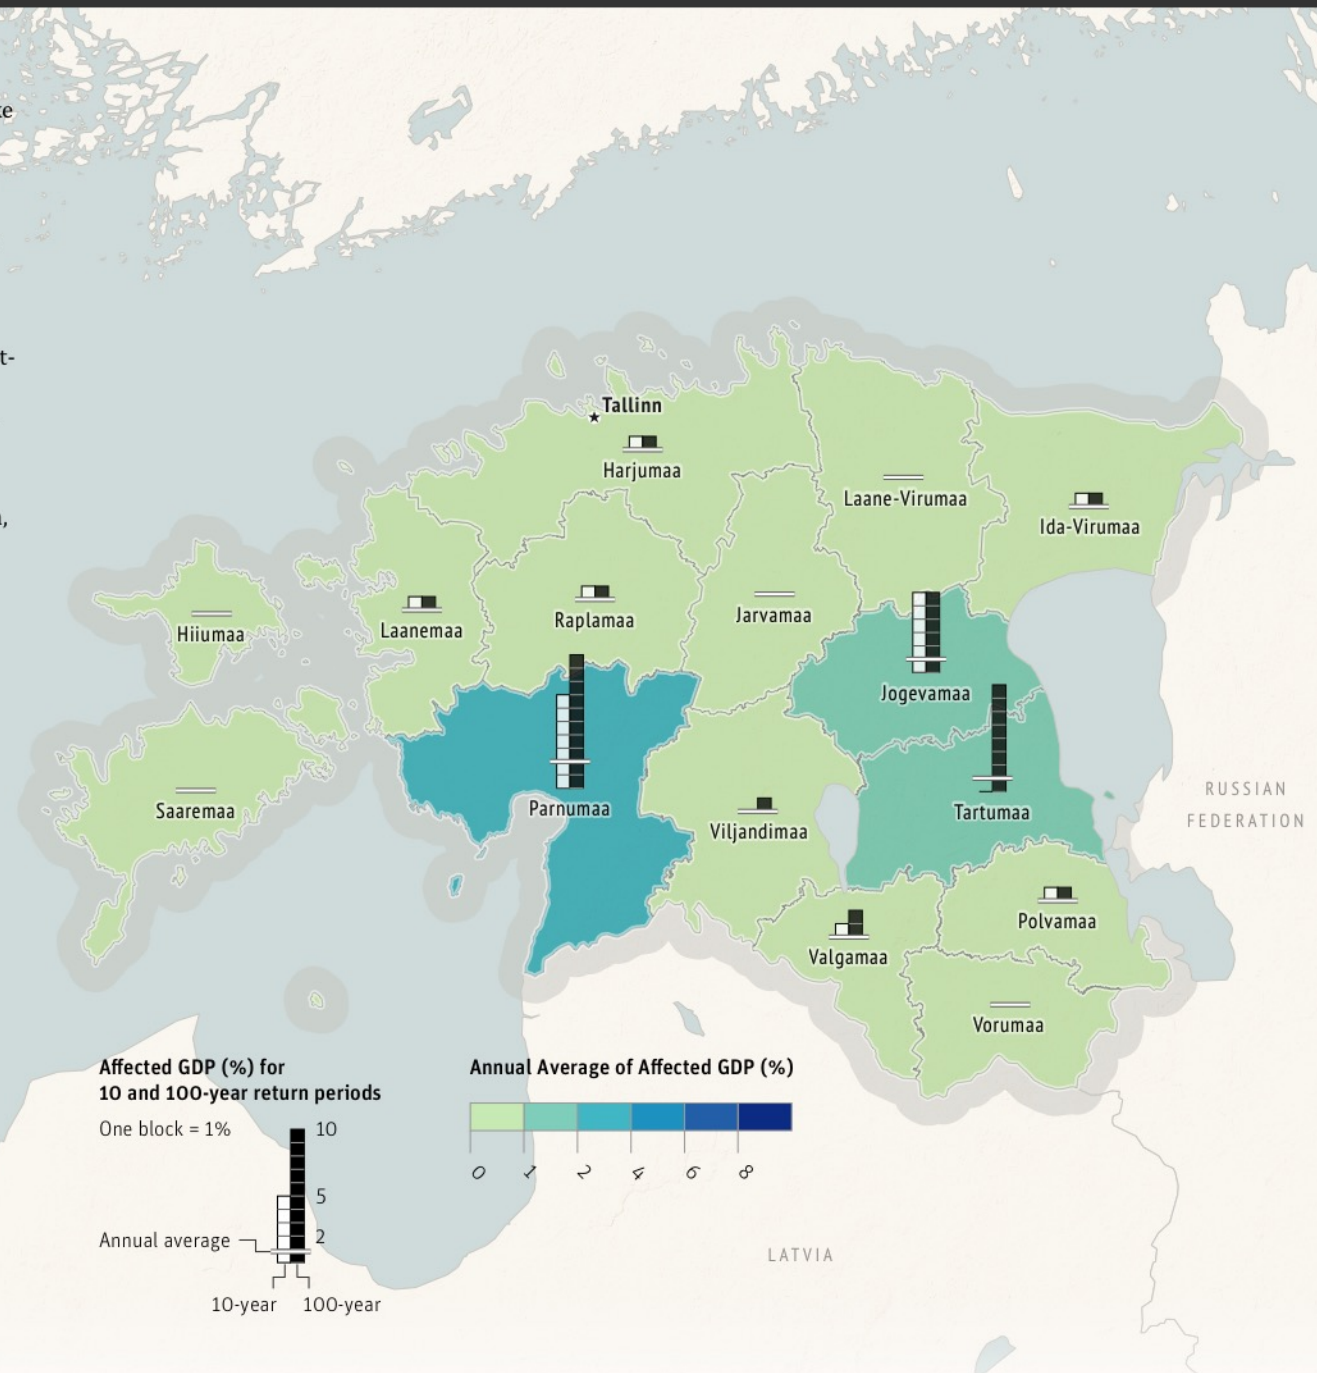 Tallinn
Harjumaa
Laane-Virumaa
Ida-Virumaa
Laanemaa
Raplamaa
Jarvamaa
Hiiumaa
Jogevamaa
Saaremaa
Parnumaa
Viljandimaa
Tartumaa
RUSSIAN
FEDERATION
Polvamaa
Valgamaa
Vorumaa
Affected GDP (%) for
10 and 100-year return periods
One block = 1%
10
5
2
Annual average
10-year 100-year
Annual Average of Affected GDP (%)
0 1 2 4 6 8
LATVIA